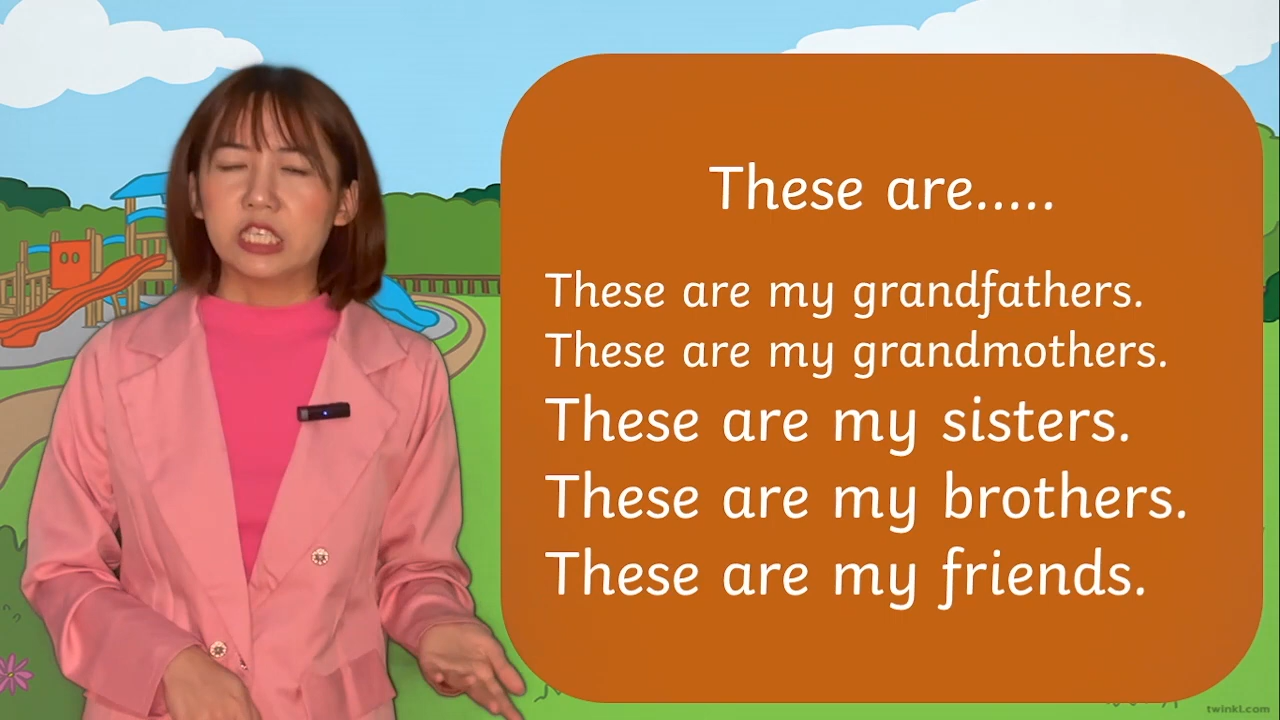 These are.....
These are my grandfathers.
These are my grandmothers.
These are my sisters.
These are my brothers.
These are my friends.
twinkl.com